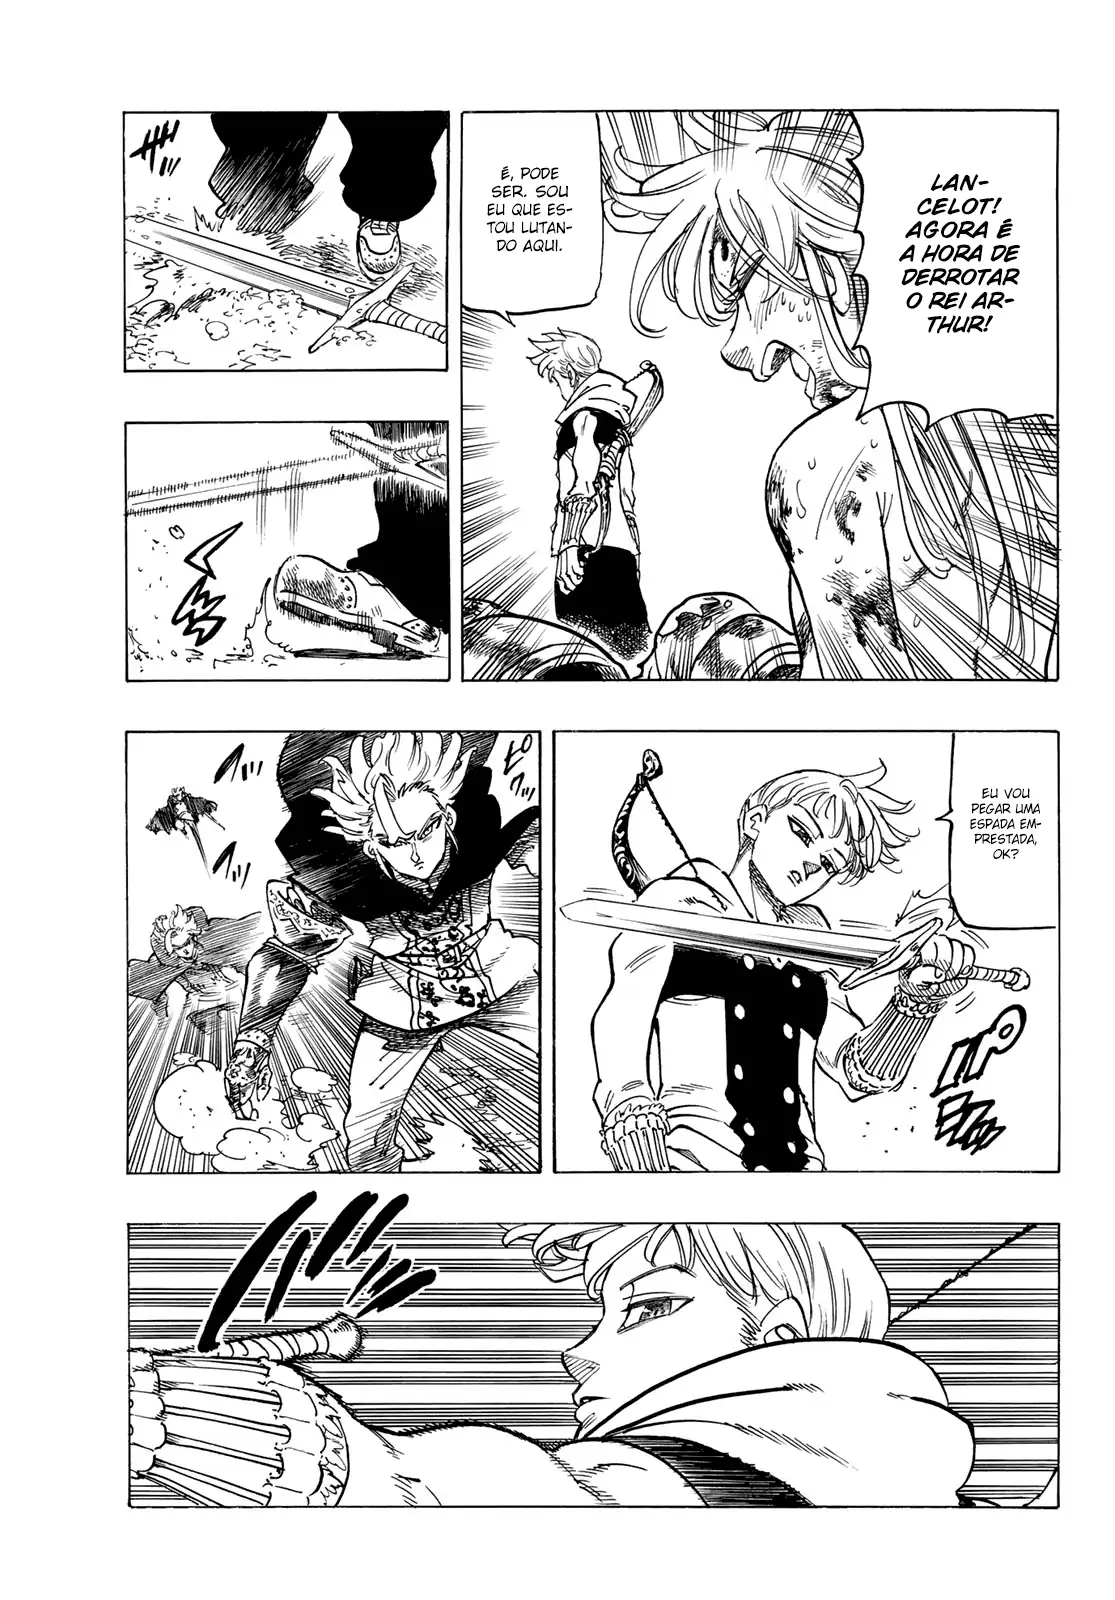 LAN-
CELOT!
AGORA É
A HORA DE
DERROTAR
O REI AR-
THUR!
É, PODE
SER. SOU
EU QUE ES-
TOU LUTAN-
DO AQUI.
EU VOU
PEGAR UMA
ESPADA EM-
PRESTADA,
OK?